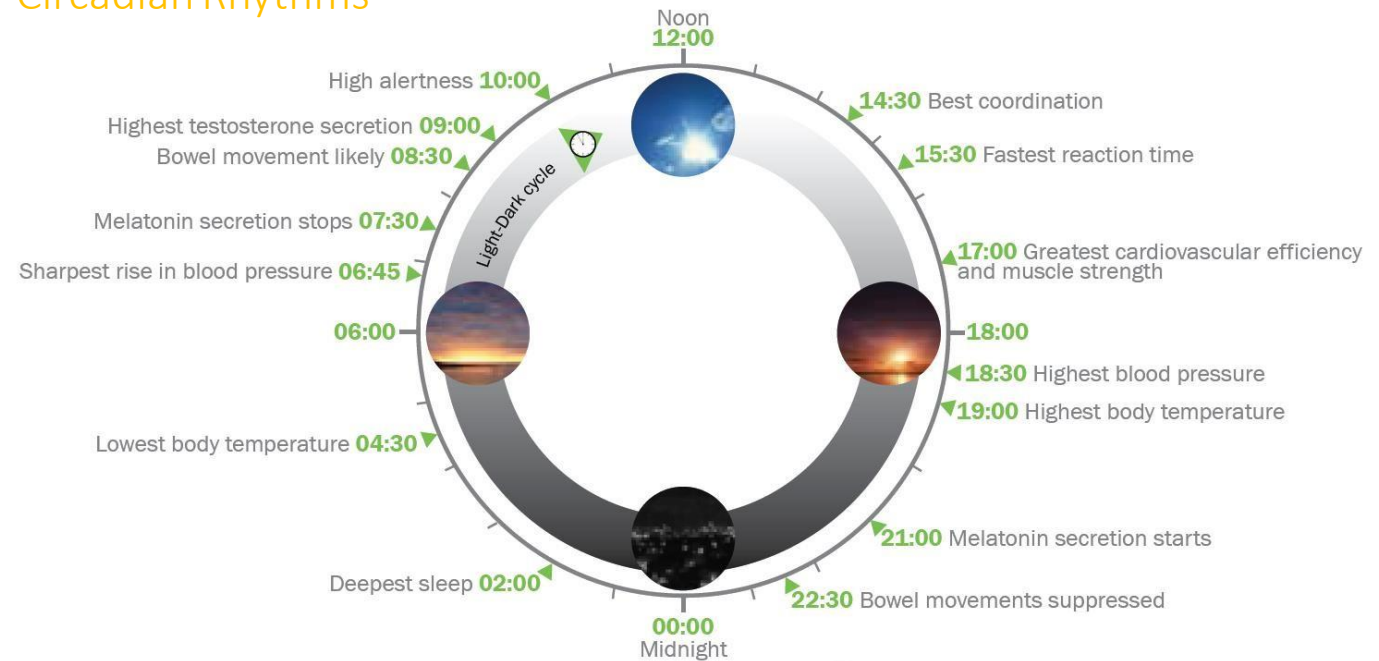 Circadian Rhythms
Noon
12:00
High alertness 10:00
Highest testosterone secretion 09:00
Bowel movement likely 08:30
Melatonin secretion stops 07:30
Sharpest rise in blood pressure 06:45
06:00
Lowest body temperature 04:30
Deepest sleep 02:00
Light-Dark cycle
14:30 Best coordination
15:30 Fastest reaction time
17:00 Greatest cardiovascular efficiency
and muscle strength
18:00
18:30 Highest blood pressure
19:00 Highest body temperature
21:00 Melatonin secretion starts
22:30 Bowel movements suppressed
00:00
Midnight